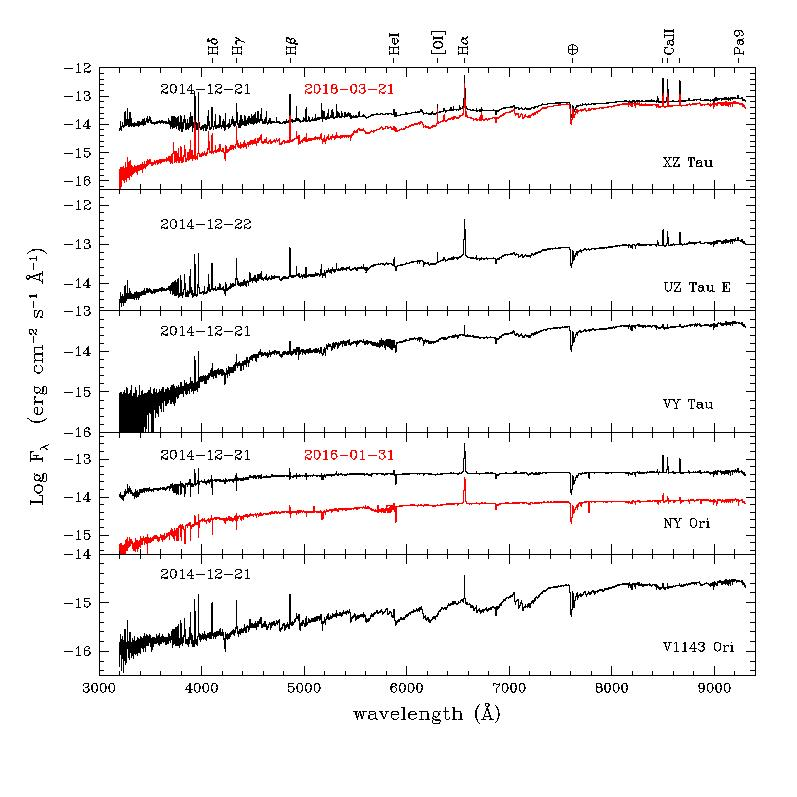 Hδ Hγ Hβ HeI [OI] Hα ⊕ CaII Pa9
−12
2014−12−21 2018−03−21
−13
−14
−15
XZ Tau
−16
−12
2014−12−22
−13
−14
UZ Tau E
−13
2014−12−21
−14
−15
VY Tau
−16
2014−12−21 2016−01−31
−13
−14
NY Ori
−15
−14
2014−12−21
−15
−16
V1143 Ori
Log F_λ (erg cm⁻² s⁻¹ Å⁻¹)
3000 4000 5000 6000 7000 8000 9000
wavelength (Å)